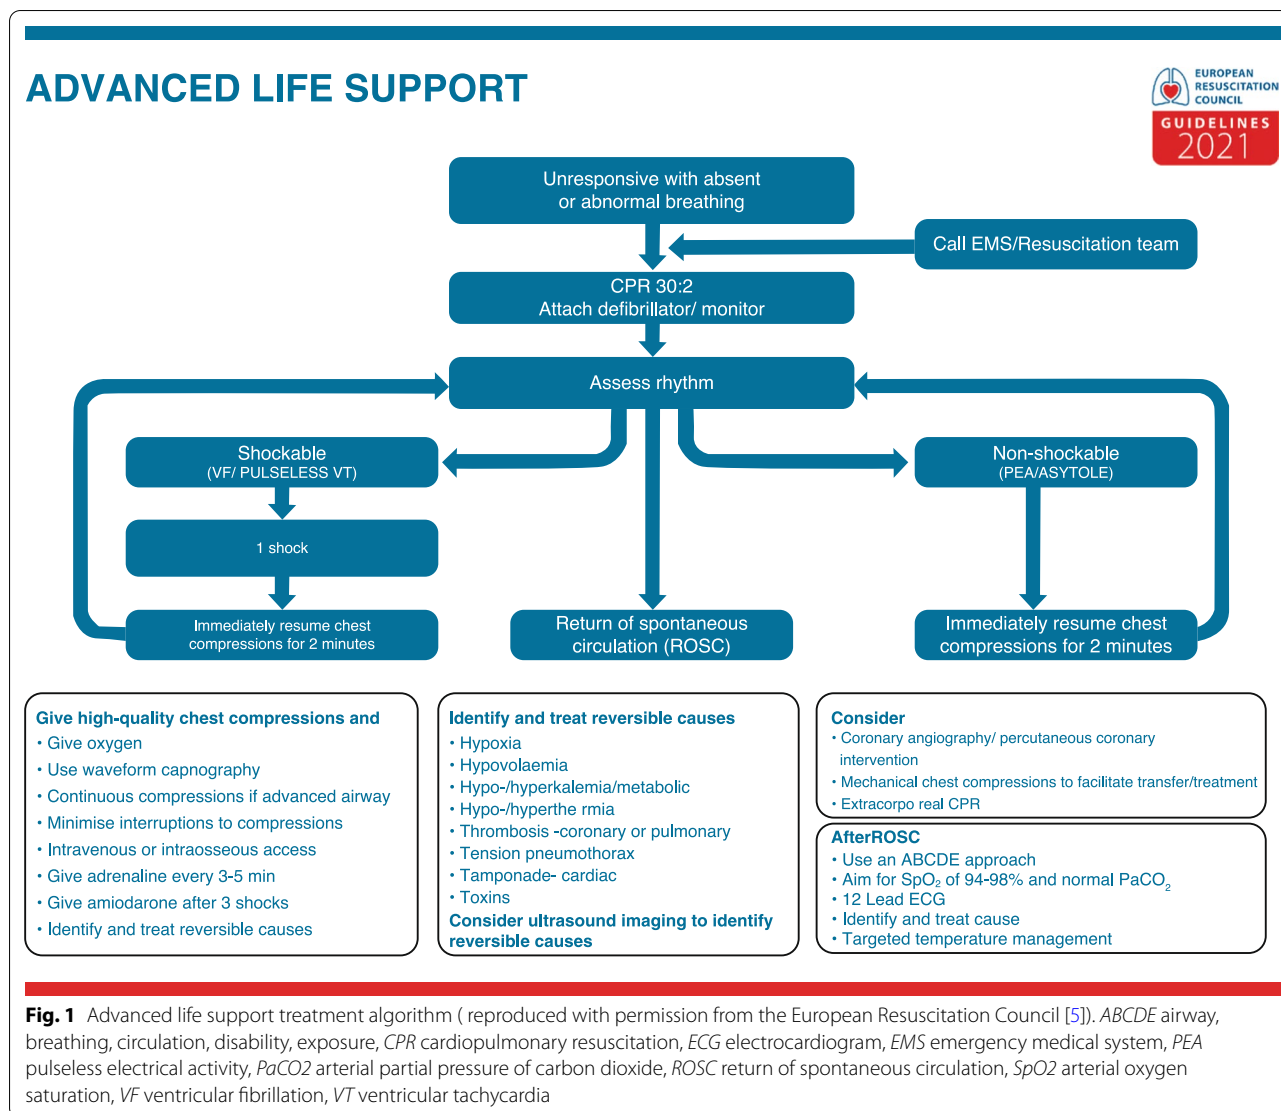 ADVANCED LIFE SUPPORT
EUROPEAN
RESUSCITATION
COUNCIL
GUIDELINES
2021
Unresponsive with absent
or abnormal breathing
Call EMS/Resuscitation team
CPR 30:2
Attach defibrillator/ monitor
Assess rhythm
Shockable
(VF/ PULSELESS VT)
Non-shockable
(PEA/ASYTOLE)
1 shock
Immediately resume chest
compressions for 2 minutes
Return of spontaneous
circulation (ROSC)
Immediately resume chest
compressions for 2 minutes
Give high-quality chest compressions and
• Give oxygen
• Use waveform capnography
• Continuous compressions if advanced airway
• Minimise interruptions to compressions
• Intravenous or intraosseous access
• Give adrenaline every 3-5 min
• Give amiodarone after 3 shocks
• Identify and treat reversible causes
Identify and treat reversible causes
• Hypoxia
• Hypovolaemia
• Hypo-/hyperkalemia/metabolic
• Hypo-/hyperthe rmia
• Thrombosis -coronary or pulmonary
• Tension pneumothorax
• Tamponade- cardiac
• Toxins
Consider ultrasound imaging to identify
reversible causes
Consider
• Coronary angiography/ percutaneous coronary
intervention
• Mechanical chest compressions to facilitate transfer/treatment
• Extracorpo real CPR
AfterROSC
• Use an ABCDE approach
• Aim for SpO₂ of 94-98% and normal PaCO₂
• 12 Lead ECG
• Identify and treat cause
• Targeted temperature management
Fig. 1 Advanced life support treatment algorithm ( reproduced with permission from the European Resuscitation Council [5]). ABCDE airway,
breathing, circulation, disability, exposure, CPR cardiopulmonary resuscitation, ECG electrocardiogram, EMS emergency medical system, PEA
pulseless electrical activity, PaCO2 arterial partial pressure of carbon dioxide, ROSC return of spontaneous circulation, SpO2 arterial oxygen
saturation, VF ventricular fibrillation, VT ventricular tachycardia